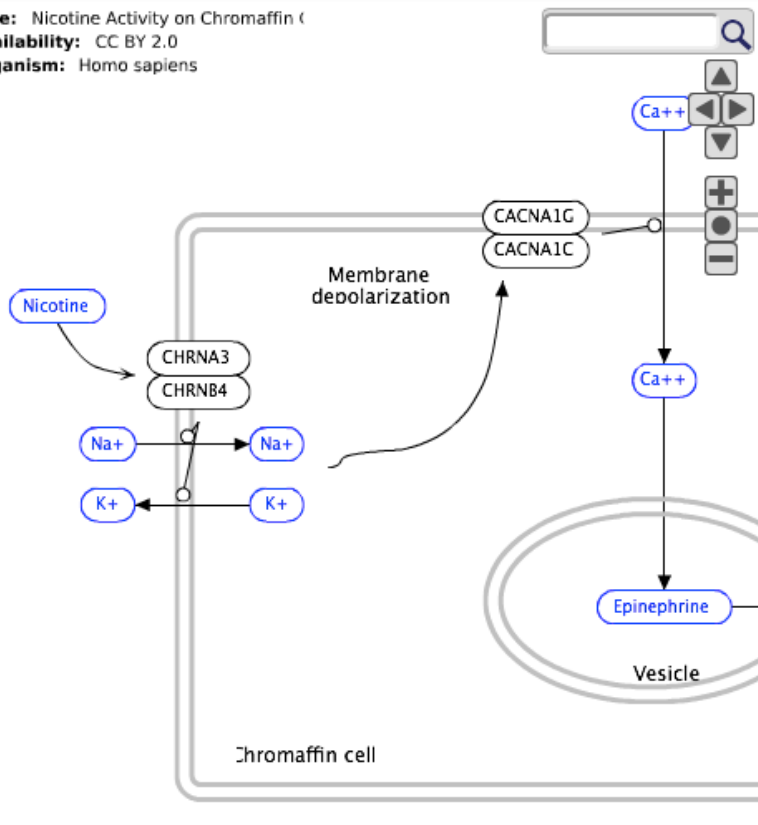 e: Nicotine Activity on Chromaffin
ilability: CC BY 2.0
anism: Homo sapiens
Ca++
CACNA1G
CACNA1C
Membrane
depolarization
Nicotine
CHRNA3
CHRNB4
Ca++
Na+
Na+
K+
K+
Epinephrine
Vesicle
Chromaffin cell